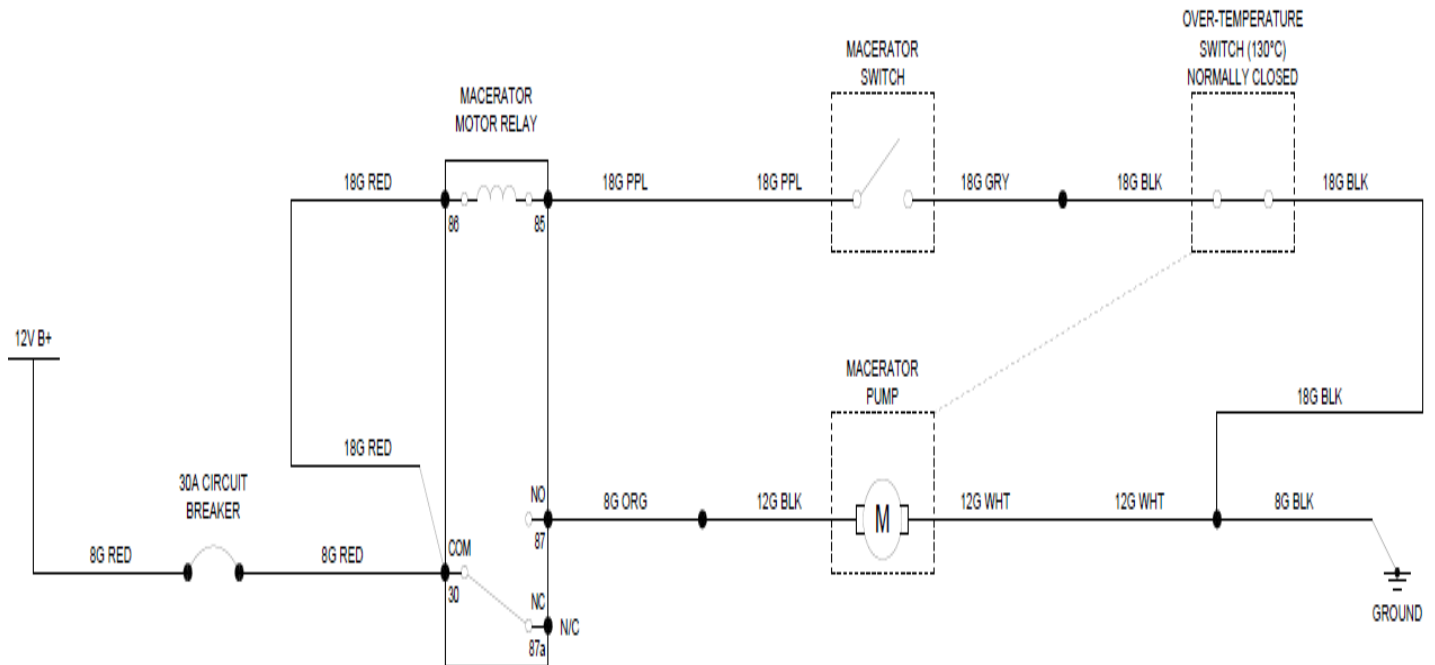 OVER-TEMPERATURE
SWITCH (130°C)
NORMALLY CLOSED
MACERATOR
SWITCH
MACERATOR
MOTOR RELAY
18G RED
18G PPL
18G PPL
18G GRY
18G BLK
18G BLK
86
85
12V B+
MACERATOR
PUMP
18G BLK
18G RED
30A CIRCUIT
BREAKER
NO
8G ORG
12G BLK
M
12G WHT
12G WHT
8G BLK
87
8G RED
8G RED
COM
30
NC
N/C
87a
GROUND